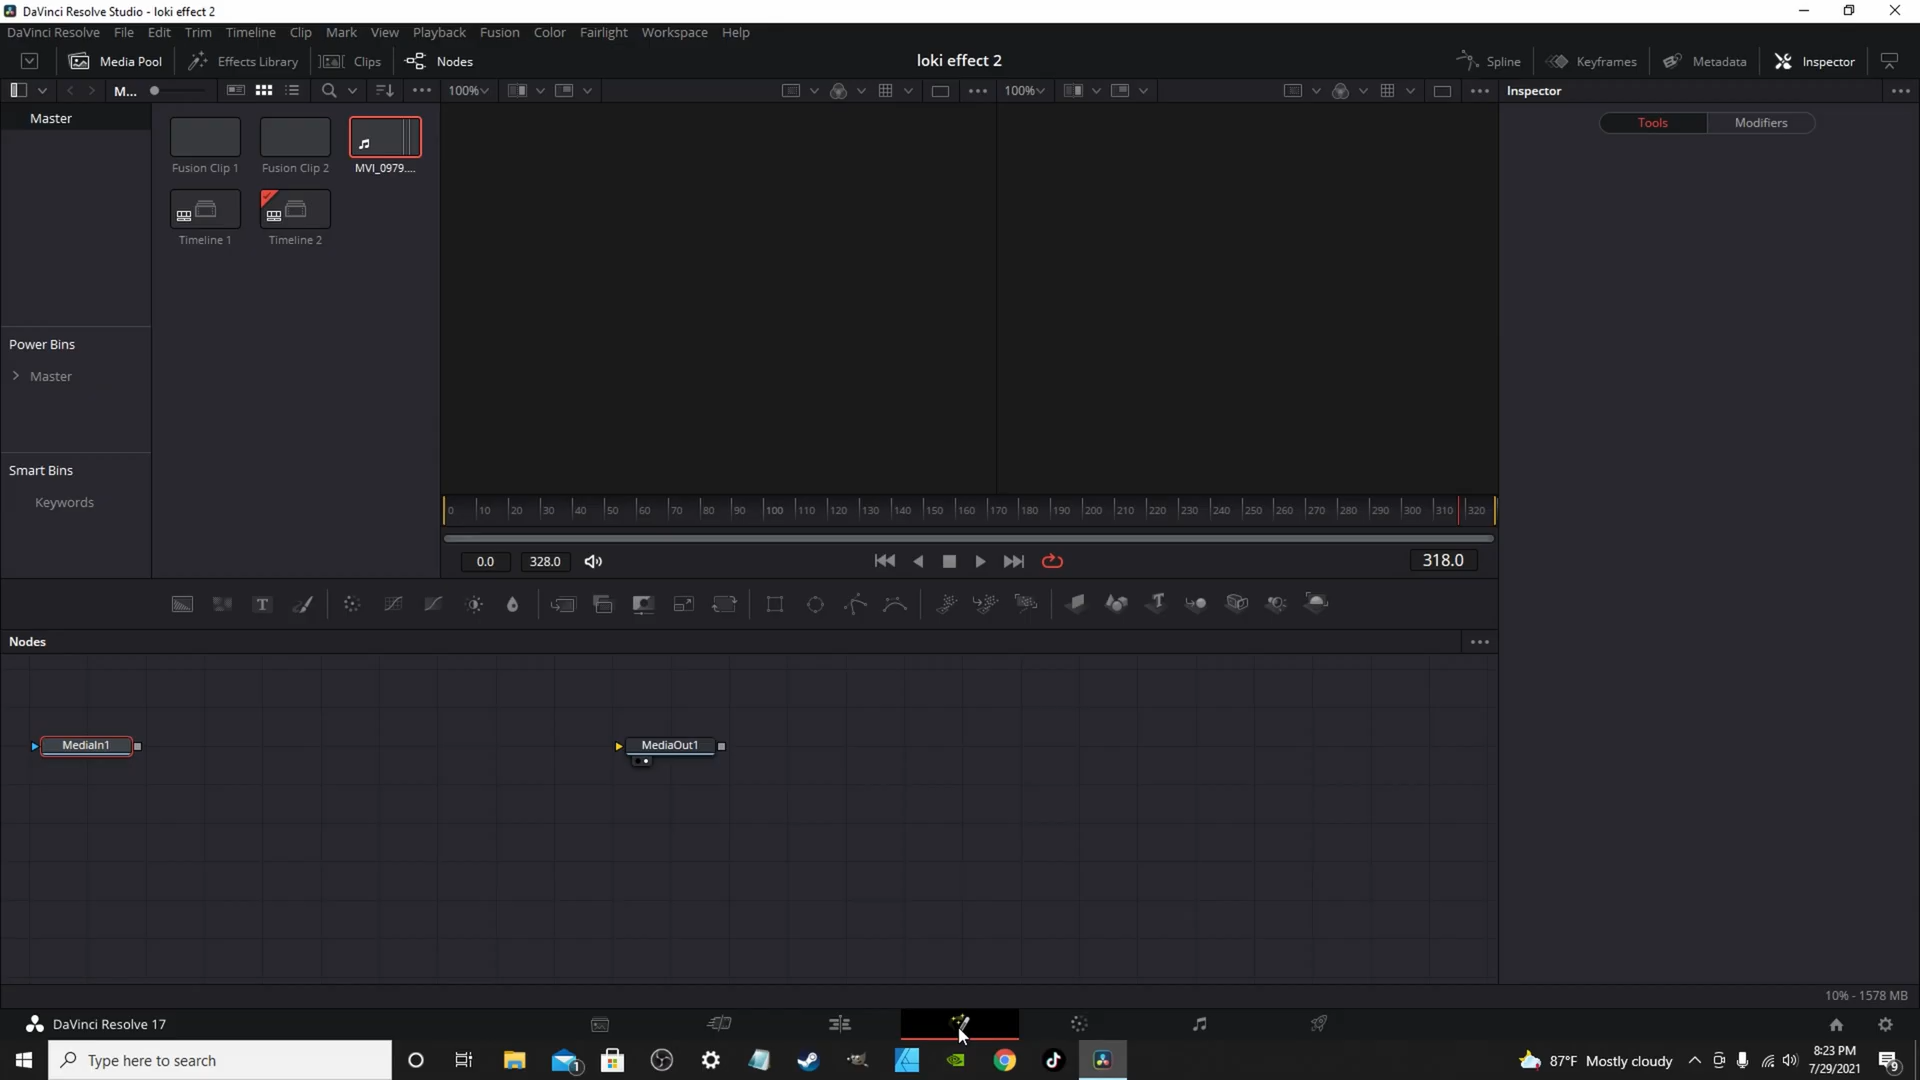 DaVinci Resolve Studio - loki effect 2
DaVinci Resolve File Edit Trim Timeline Clip Mark View Playback Fusion Color Fairlight Workspace Help
Media Pool Effects Library Clips Nodes loki effect 2 Spline Keyframes Metadata Inspector
M... 100% 100% Inspector
Master
Tools Modifiers
Fusion Clip 1 Fusion Clip 2 MVI_0979....
Timeline 1 Timeline 2
Power Bins
Master
Smart Bins
Keywords
0 10 20 30 40 50 60 70 80 90 100 110 120 130 140 150 160 170 180 190 200 210 220 230 240 250 260 270 280 290 300 310 320
0.0 328.0 318.0
T
Nodes
MediaIn1 MediaOut1
10% - 1578 MB
DaVinci Resolve 17
Type here to search
1
87°F Mostly cloudy
8:23 PM
7/29/2021
9